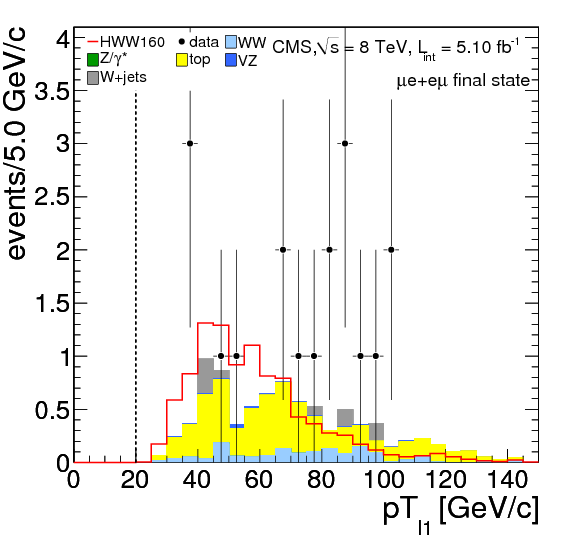 HWW160 data WW CMS,√s = 8 TeV, L_int = 5.10 fb⁻¹
Z/γ* top VZ
W+jets μe+eμ final state
events/5.0 GeV/c
4
3.5
3
2.5
2
1.5
1
0.5
0
0 20 40 60 80 100 120 140
pT_l1 [GeV/c]